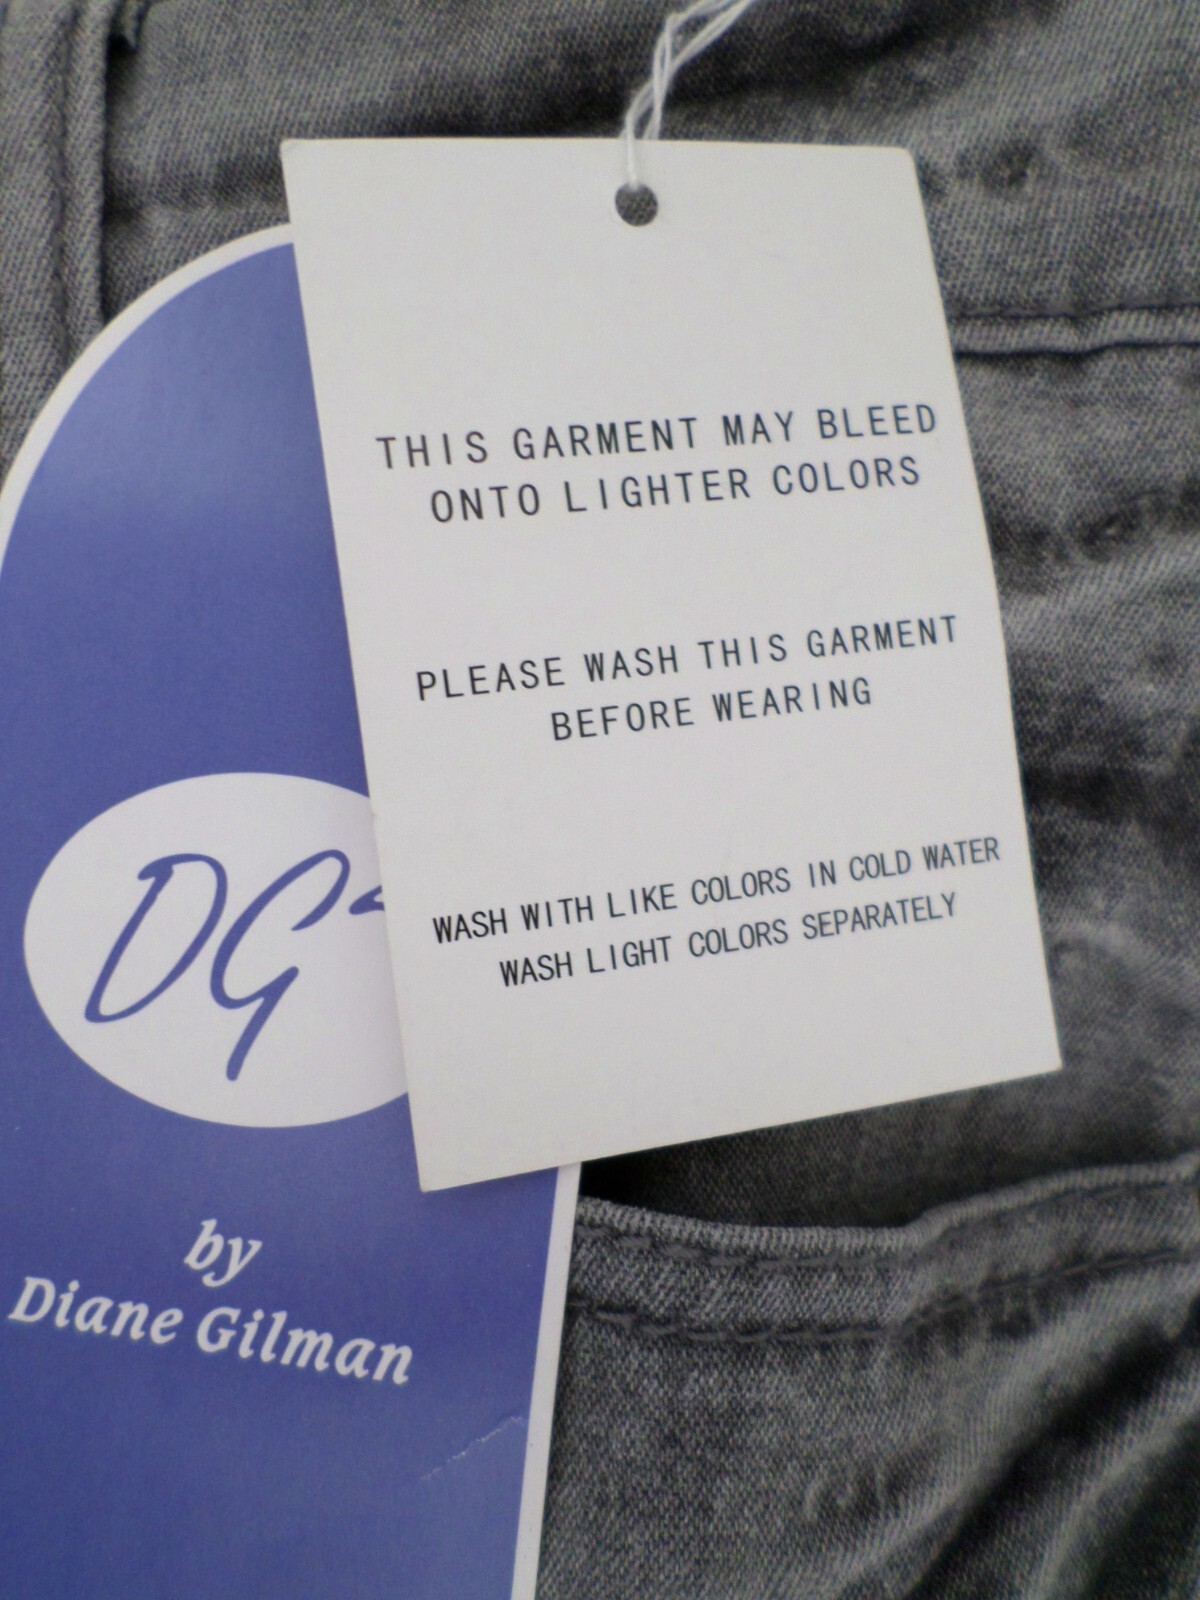 THIS GARMENT MAY BLEED
ONTO LIGHTER COLORS
PLEASE WASH THIS GARMENT
BEFORE WEARING
WASH WITH LIKE COLORS IN COLD WATER
WASH LIGHT COLORS SEPARATELY
DG
by
Diane Gilman